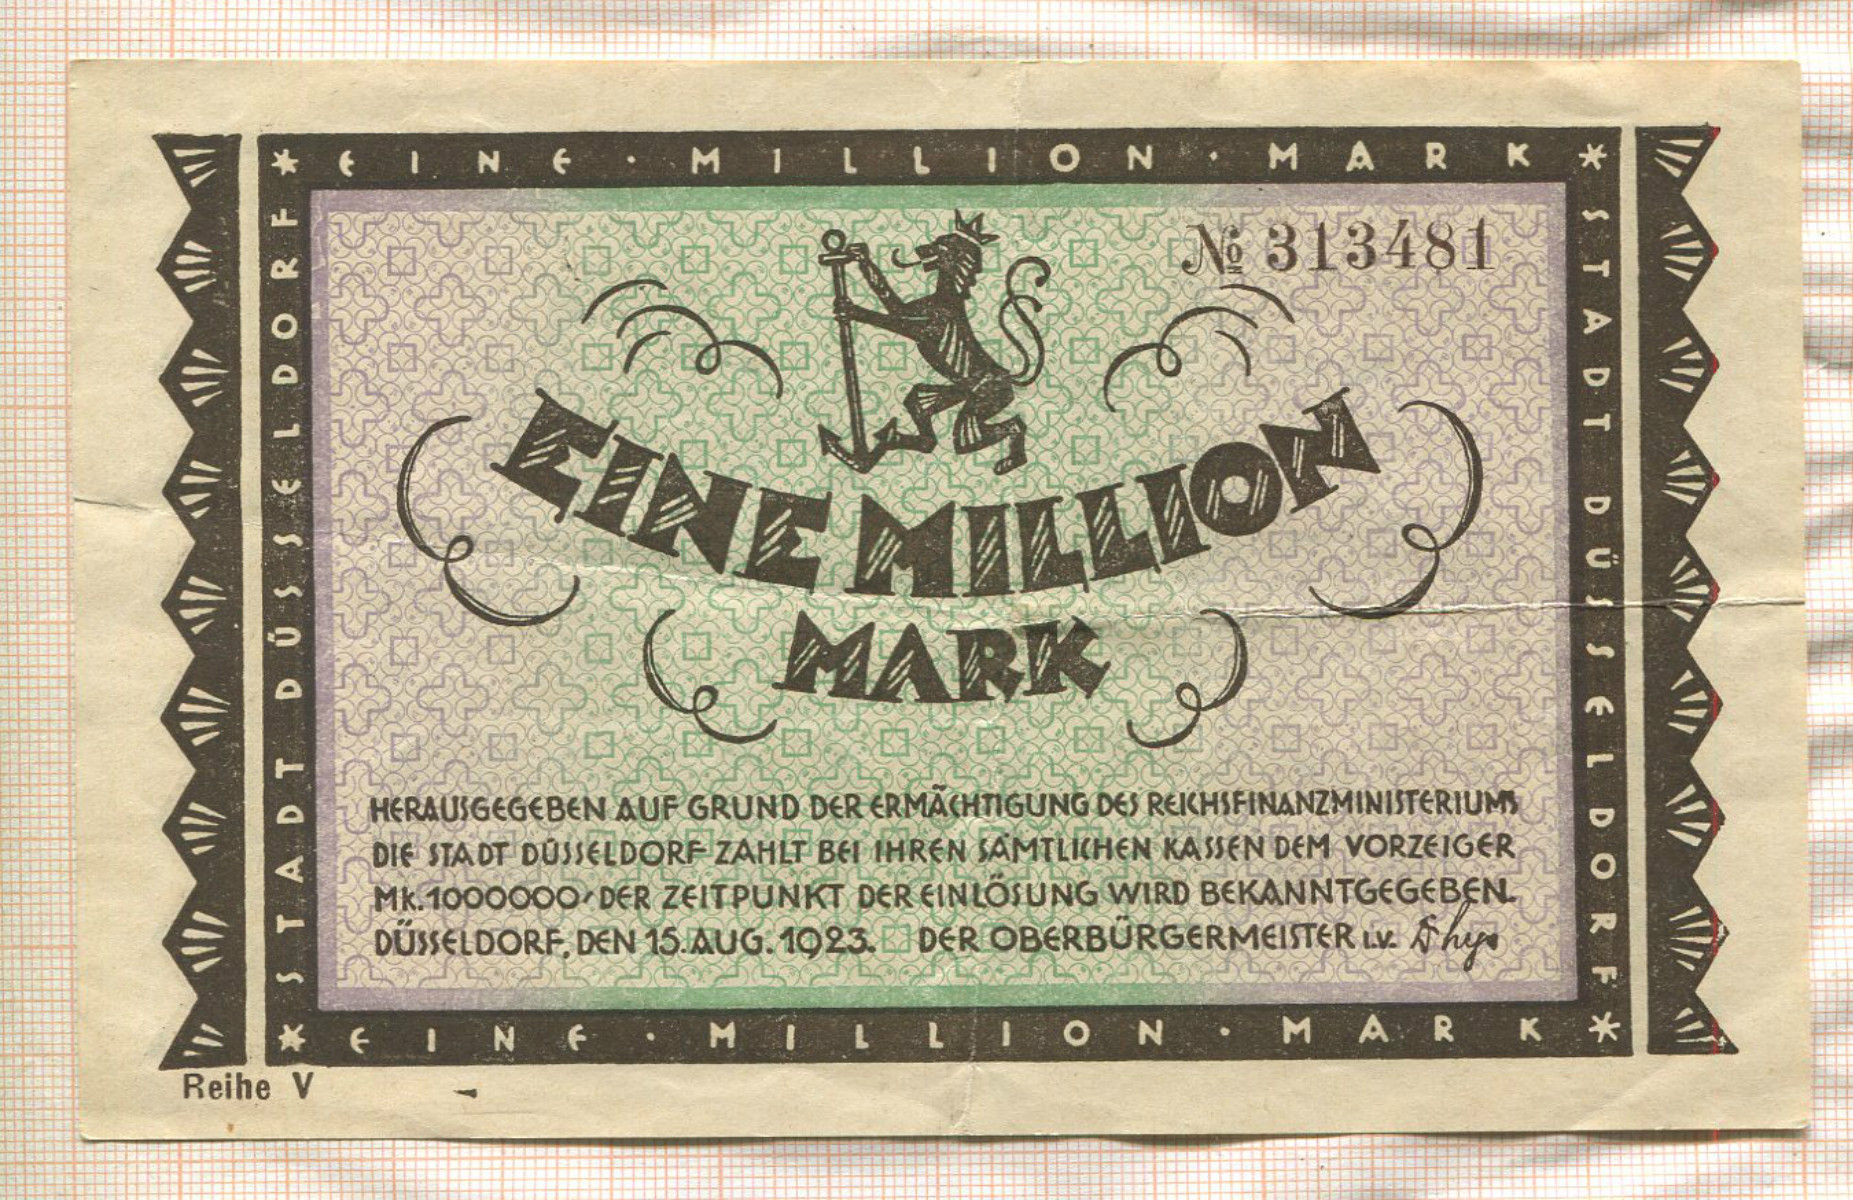 * EINE · MILLION · MARK *
STADT DÜSSELDORF
STADT DÜSSELDORF
№ 313481
EINE MILLION
MARK
HERAUSGEGEBEN AUF GRUND DER ERMÄCHTIGUNG DES REICHSFINANZMINISTERIUMS
DIE STADT DÜSSELDORF ZAHLT BEI IHREN SÄMTLICHEN KASSEN DEM VORZEIGER
Mk. 1000000 DER ZEITPUNKT DER EINLÖSUNG WIRD BEKANNTGEGEBEN.
DÜSSELDORF, DEN 15. AUG. 1923. DER OBERBÜRGERMEISTER I.V.
* EINE · MILLION · MARK *
Reihe V